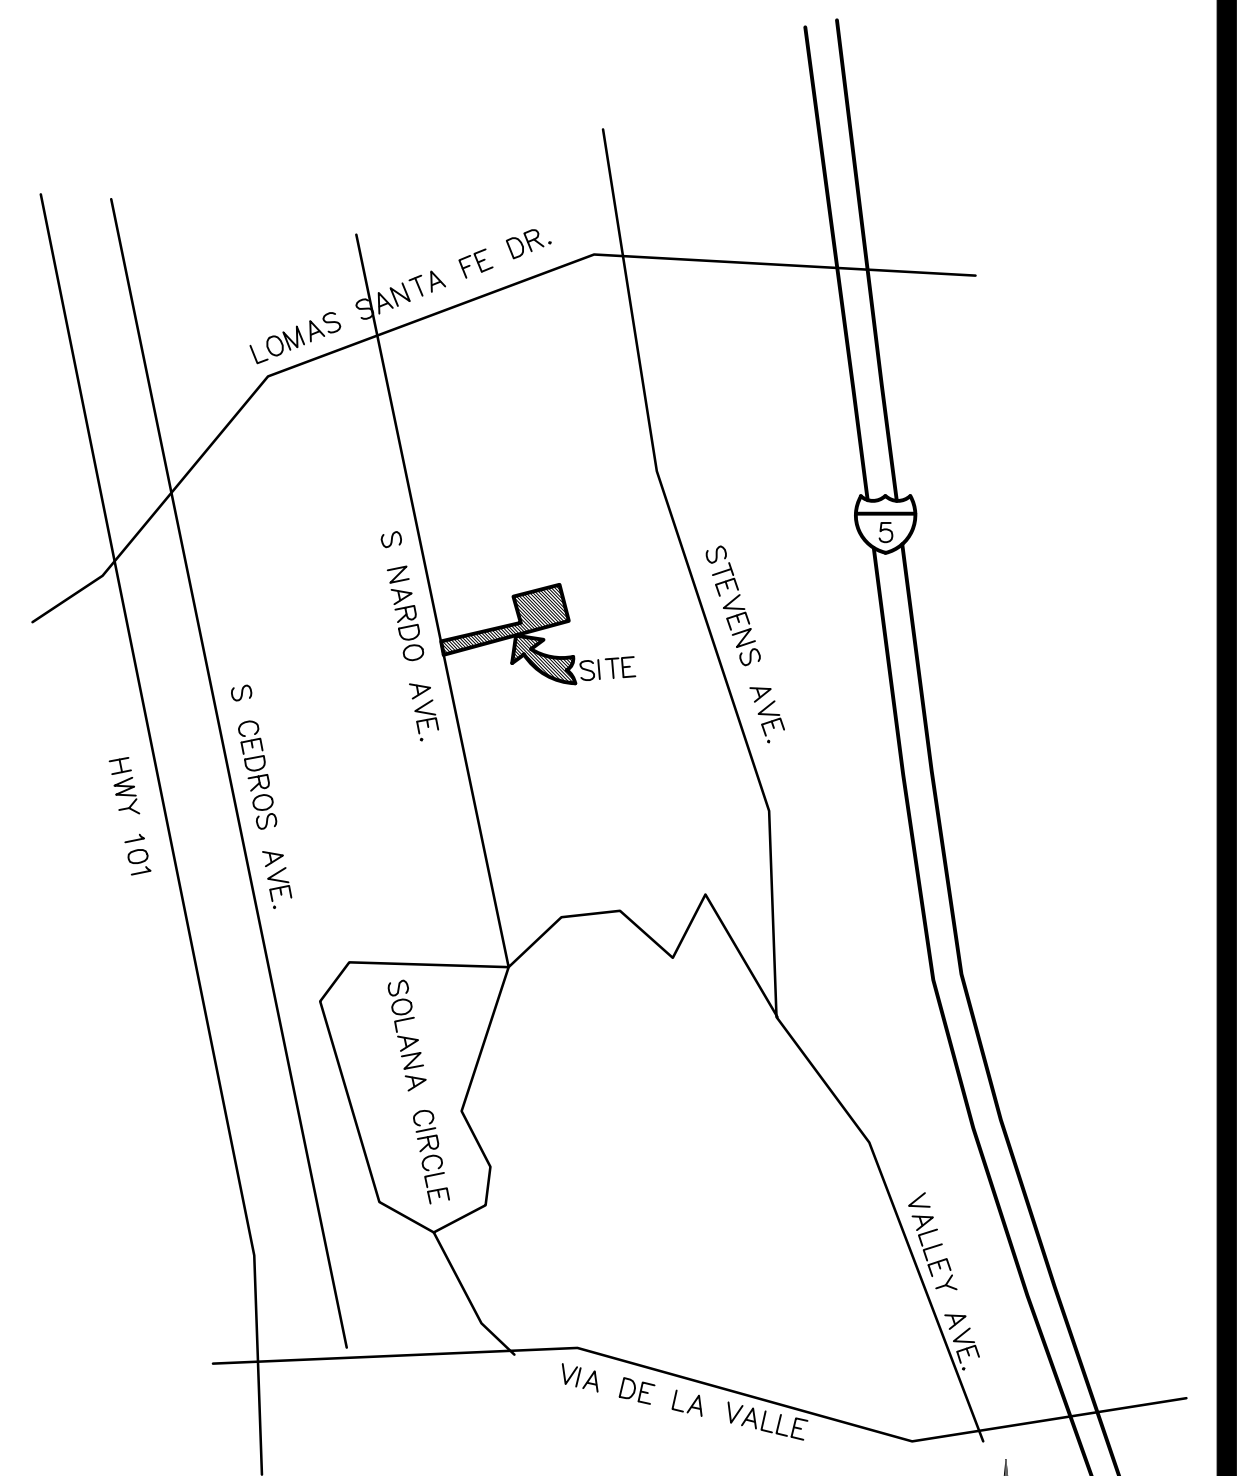 LOMAS SANTA FE DR.
5
S NARDO AVE.
STEVENS AVE.
SITE
S CEDROS AVE.
HWY 101
SOLANA CIRCLE
VALLEY AVE.
VIA DE LA VALLE